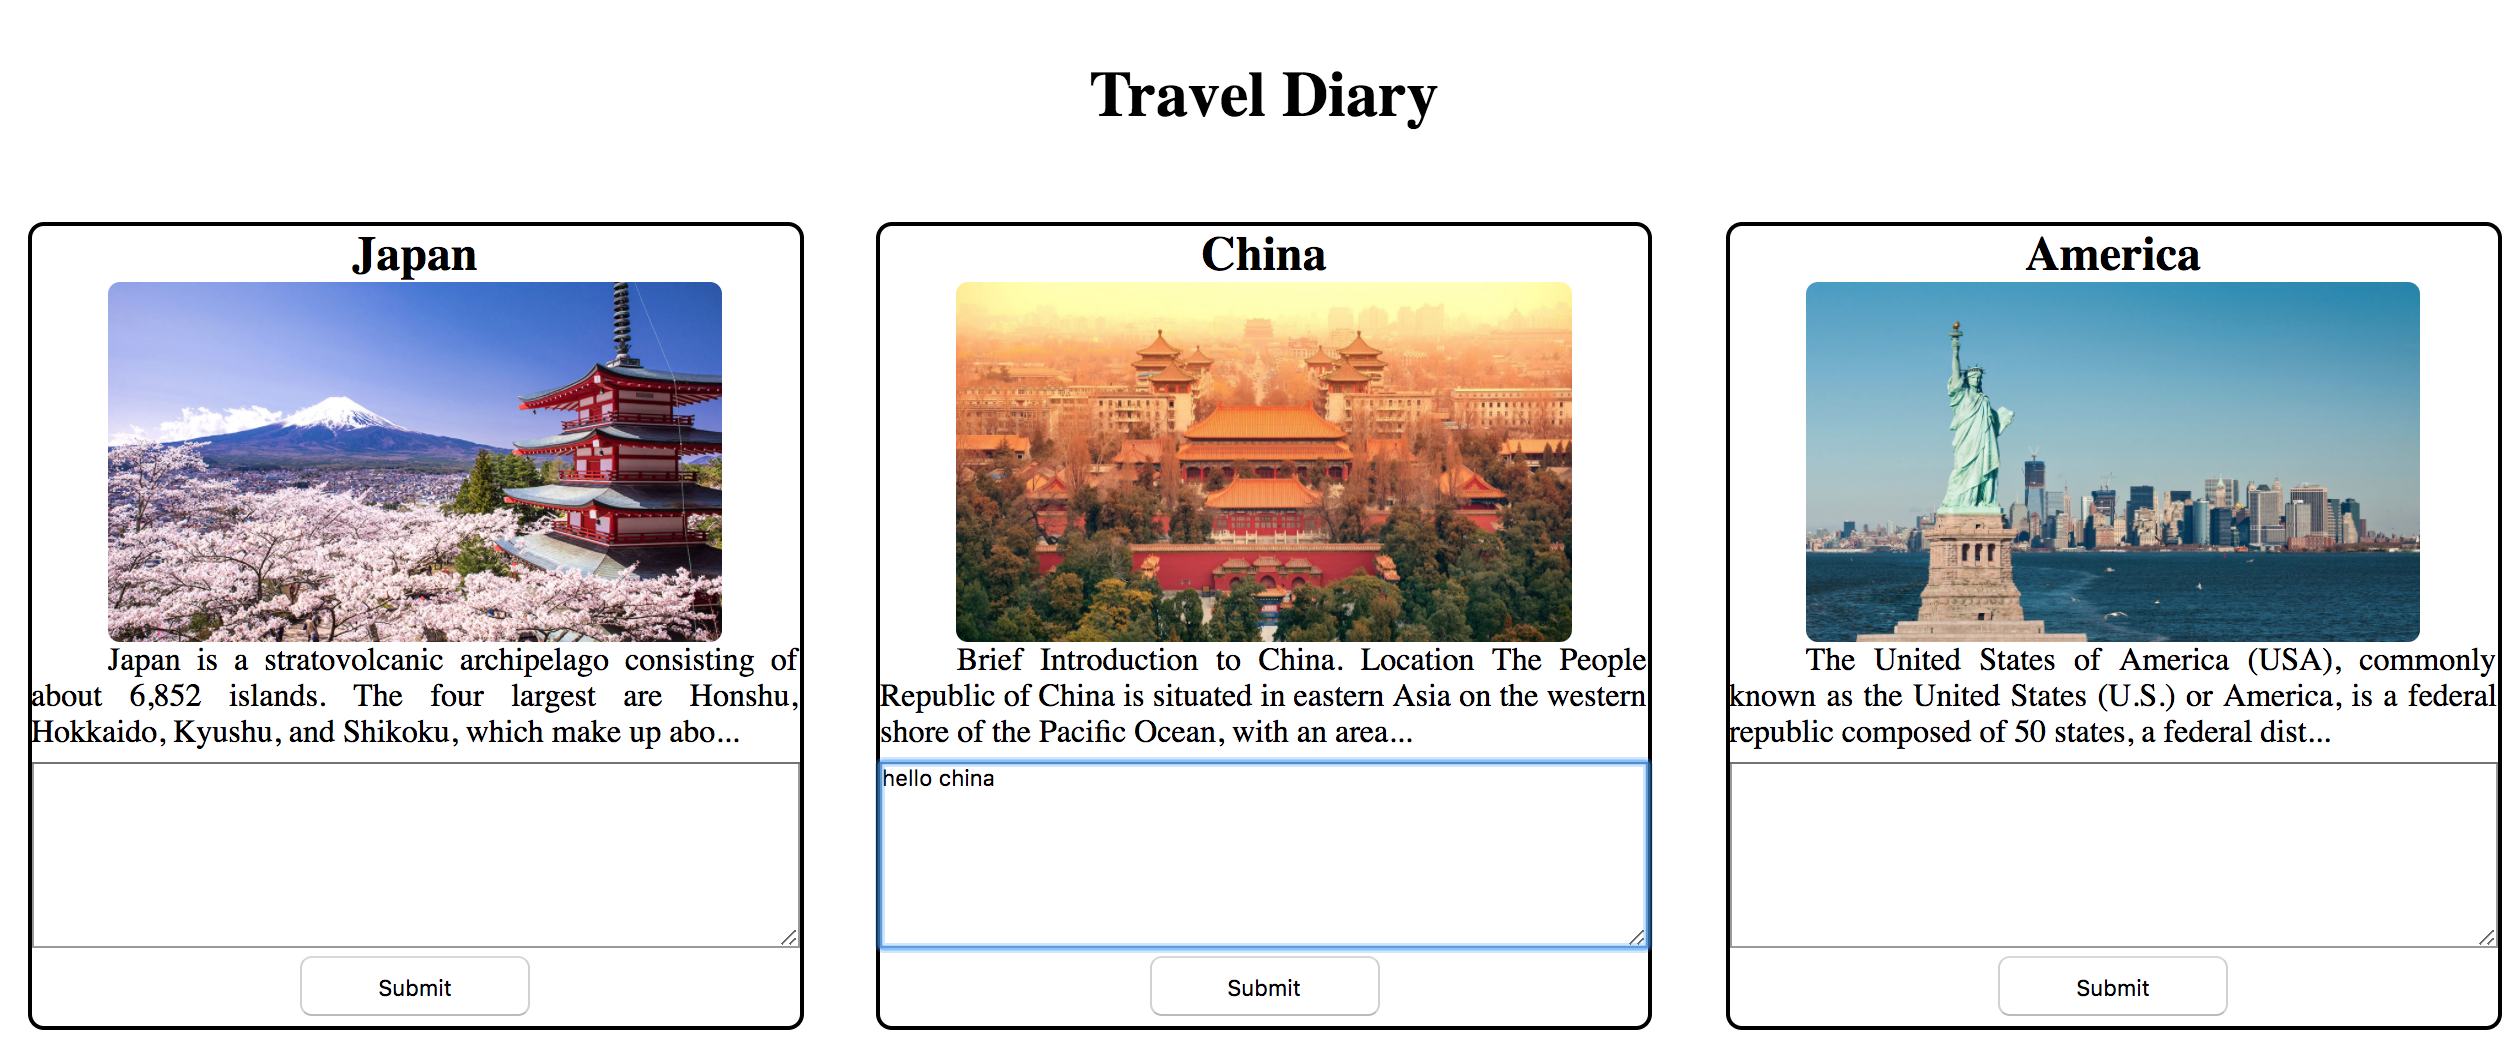 Travel Diary
Japan
Japan is a stratovolcanic archipelago consisting of
about 6,852 islands. The four largest are Honshu,
Hokkaido, Kyushu, and Shikoku, which make up abo...
Submit
China
Brief Introduction to China. Location The People
Republic of China is situated in eastern Asia on the western
shore of the Pacific Ocean, with an area...
hello china
Submit
America
The United States of America (USA), commonly
known as the United States (U.S.) or America, is a federal
republic composed of 50 states, a federal dist...
Submit